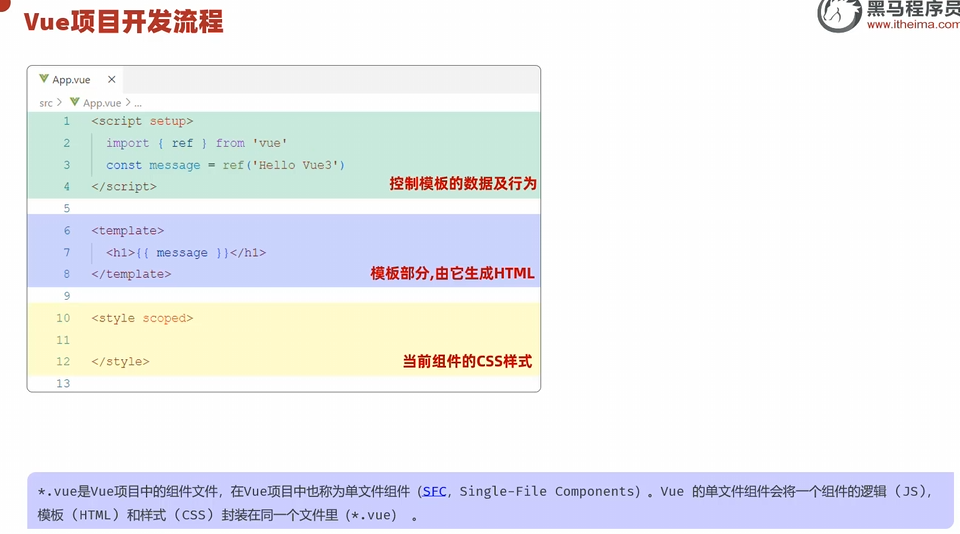 Vue项目开发流程
黑马程序员
www.itheima.com
App.vue ×
src > App.vue > ...
1 <script setup>
2 import { ref } from 'vue'
3 const message = ref('Hello Vue3')
4 </script>
控制模板的数据及行为
5
6 <template>
7 <h1>{{ message }}</h1>
8 </template>
模板部分,由它生成HTML
9
10 <style scoped>
11
12 </style>
当前组件的CSS样式
13
*.vue是Vue项目中的组件文件，在Vue项目中也称为单文件组件（SFC，Single-File Components）。Vue 的单文件组件会将一个组件的逻辑 (JS)，
模板 (HTML) 和样式 (CSS) 封装在同一个文件里（*.vue） 。